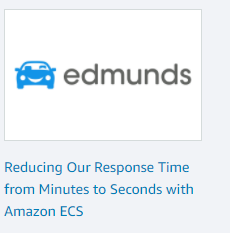 edmunds
Reducing Our Response Time
from Minutes to Seconds with
Amazon ECS